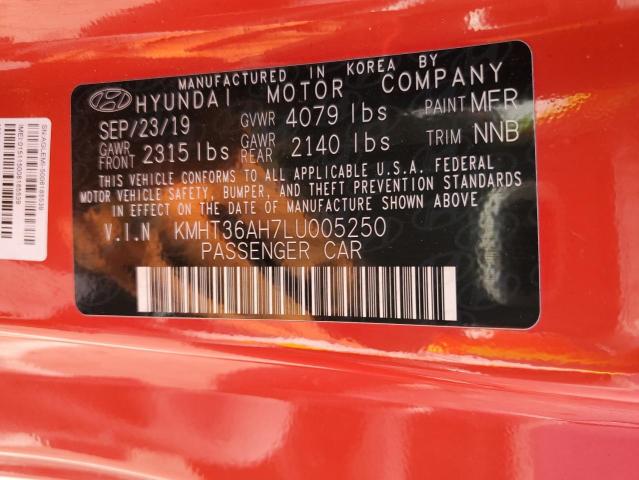 MANUFACTURED IN KOREA BY
HYUNDAI MOTOR COMPANY
SEP/23/19 GVWR 4079 lbs PAINT MFR
GAWR FRONT 2315 lbs GAWR REAR 2140 lbs TRIM NNB
THIS VEHICLE CONFORMS TO ALL APPLICABLE U.S.A. FEDERAL
MOTOR VEHICLE SAFETY, BUMPER, AND THEFT PREVENTION STANDARDS
IN EFFECT ON THE DATE OF MANUFACTURE SHOWN ABOVE.
V.I.N KMHT36AH7LU005250
PASSENGER CAR